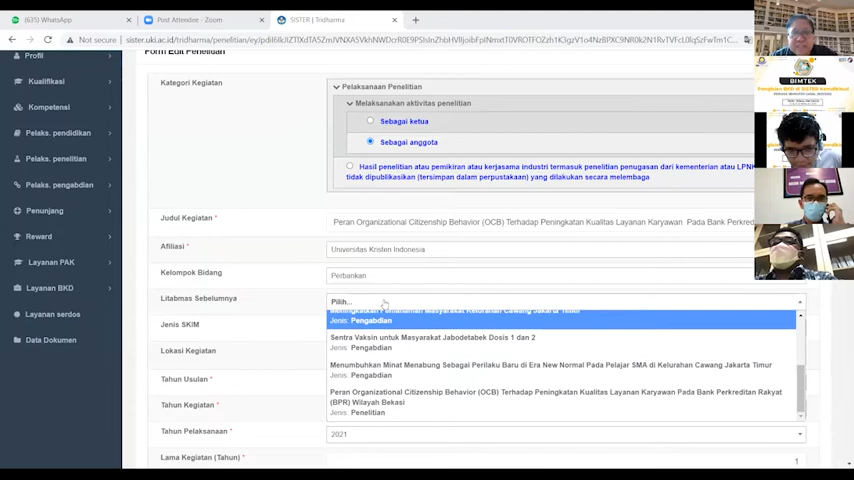 (635) WhatsApp
Post Attendee - Zoom
SISTER | Tridharma
Not secure
Form Edit Penelitian
Profil
Kualifikasi
Kompetensi
Pelaks. pendidikan
Pelaks. penelitian
Pelaks. pengabdian
Penunjang
Reward
Layanan PAK
Layanan BKD
Layanan serdos
Data Dokumen
Kategori Kegiatan
Pelaksanaan Penelitian
Melaksanakan aktivitas penelitian
Sebagai ketua
Sebagai anggota
Hasil penelitian atau pemikiran atau kerjasama industri termasuk penelitian penugasan dari kementerian atau LPNK
tidak dipublikasikan (tersimpan dalam perpustakaan) yang dilakukan secara melembaga
Judul Kegiatan *
Peran Organizational Citizenship Behavior (OCB) Terhadap Peningkatan Kualitas Layanan Karyawan Pada Bank Perkred
Afiliasi *
Universitas Kristen Indonesia
Kelompok Bidang
Perbankan
Litabmas Sebelumnya
Pilih...
Jenis: Pengabdian
Sentra Vaksin untuk Masyarakat Jabodetabek Dosis 1 dan 2
Jenis: Pengabdian
Menumbuhkan Minat Menabung Sebagai Perilaku Baru di Era New Normal Pada Pelajar SMA di Kelurahan Cawang Jakarta Timur
Jenis: Pengabdian
Peran Organizational Citizenship Behavior (OCB) Terhadap Peningkatan Kualitas Layanan Karyawan Pada Bank Perkreditan Rakyat
(BPR) Wilayah Bekasi
Jenis: Penelitian
Jenis SKIM
Lokasi Kegiatan
Tahun Usulan *
Tahun Kegiatan *
Tahun Pelaksanaan *
2021
Lama Kegiatan (Tahun) *
1
BIMTEK
Pengisian BKD di SISTER Kemdikbud